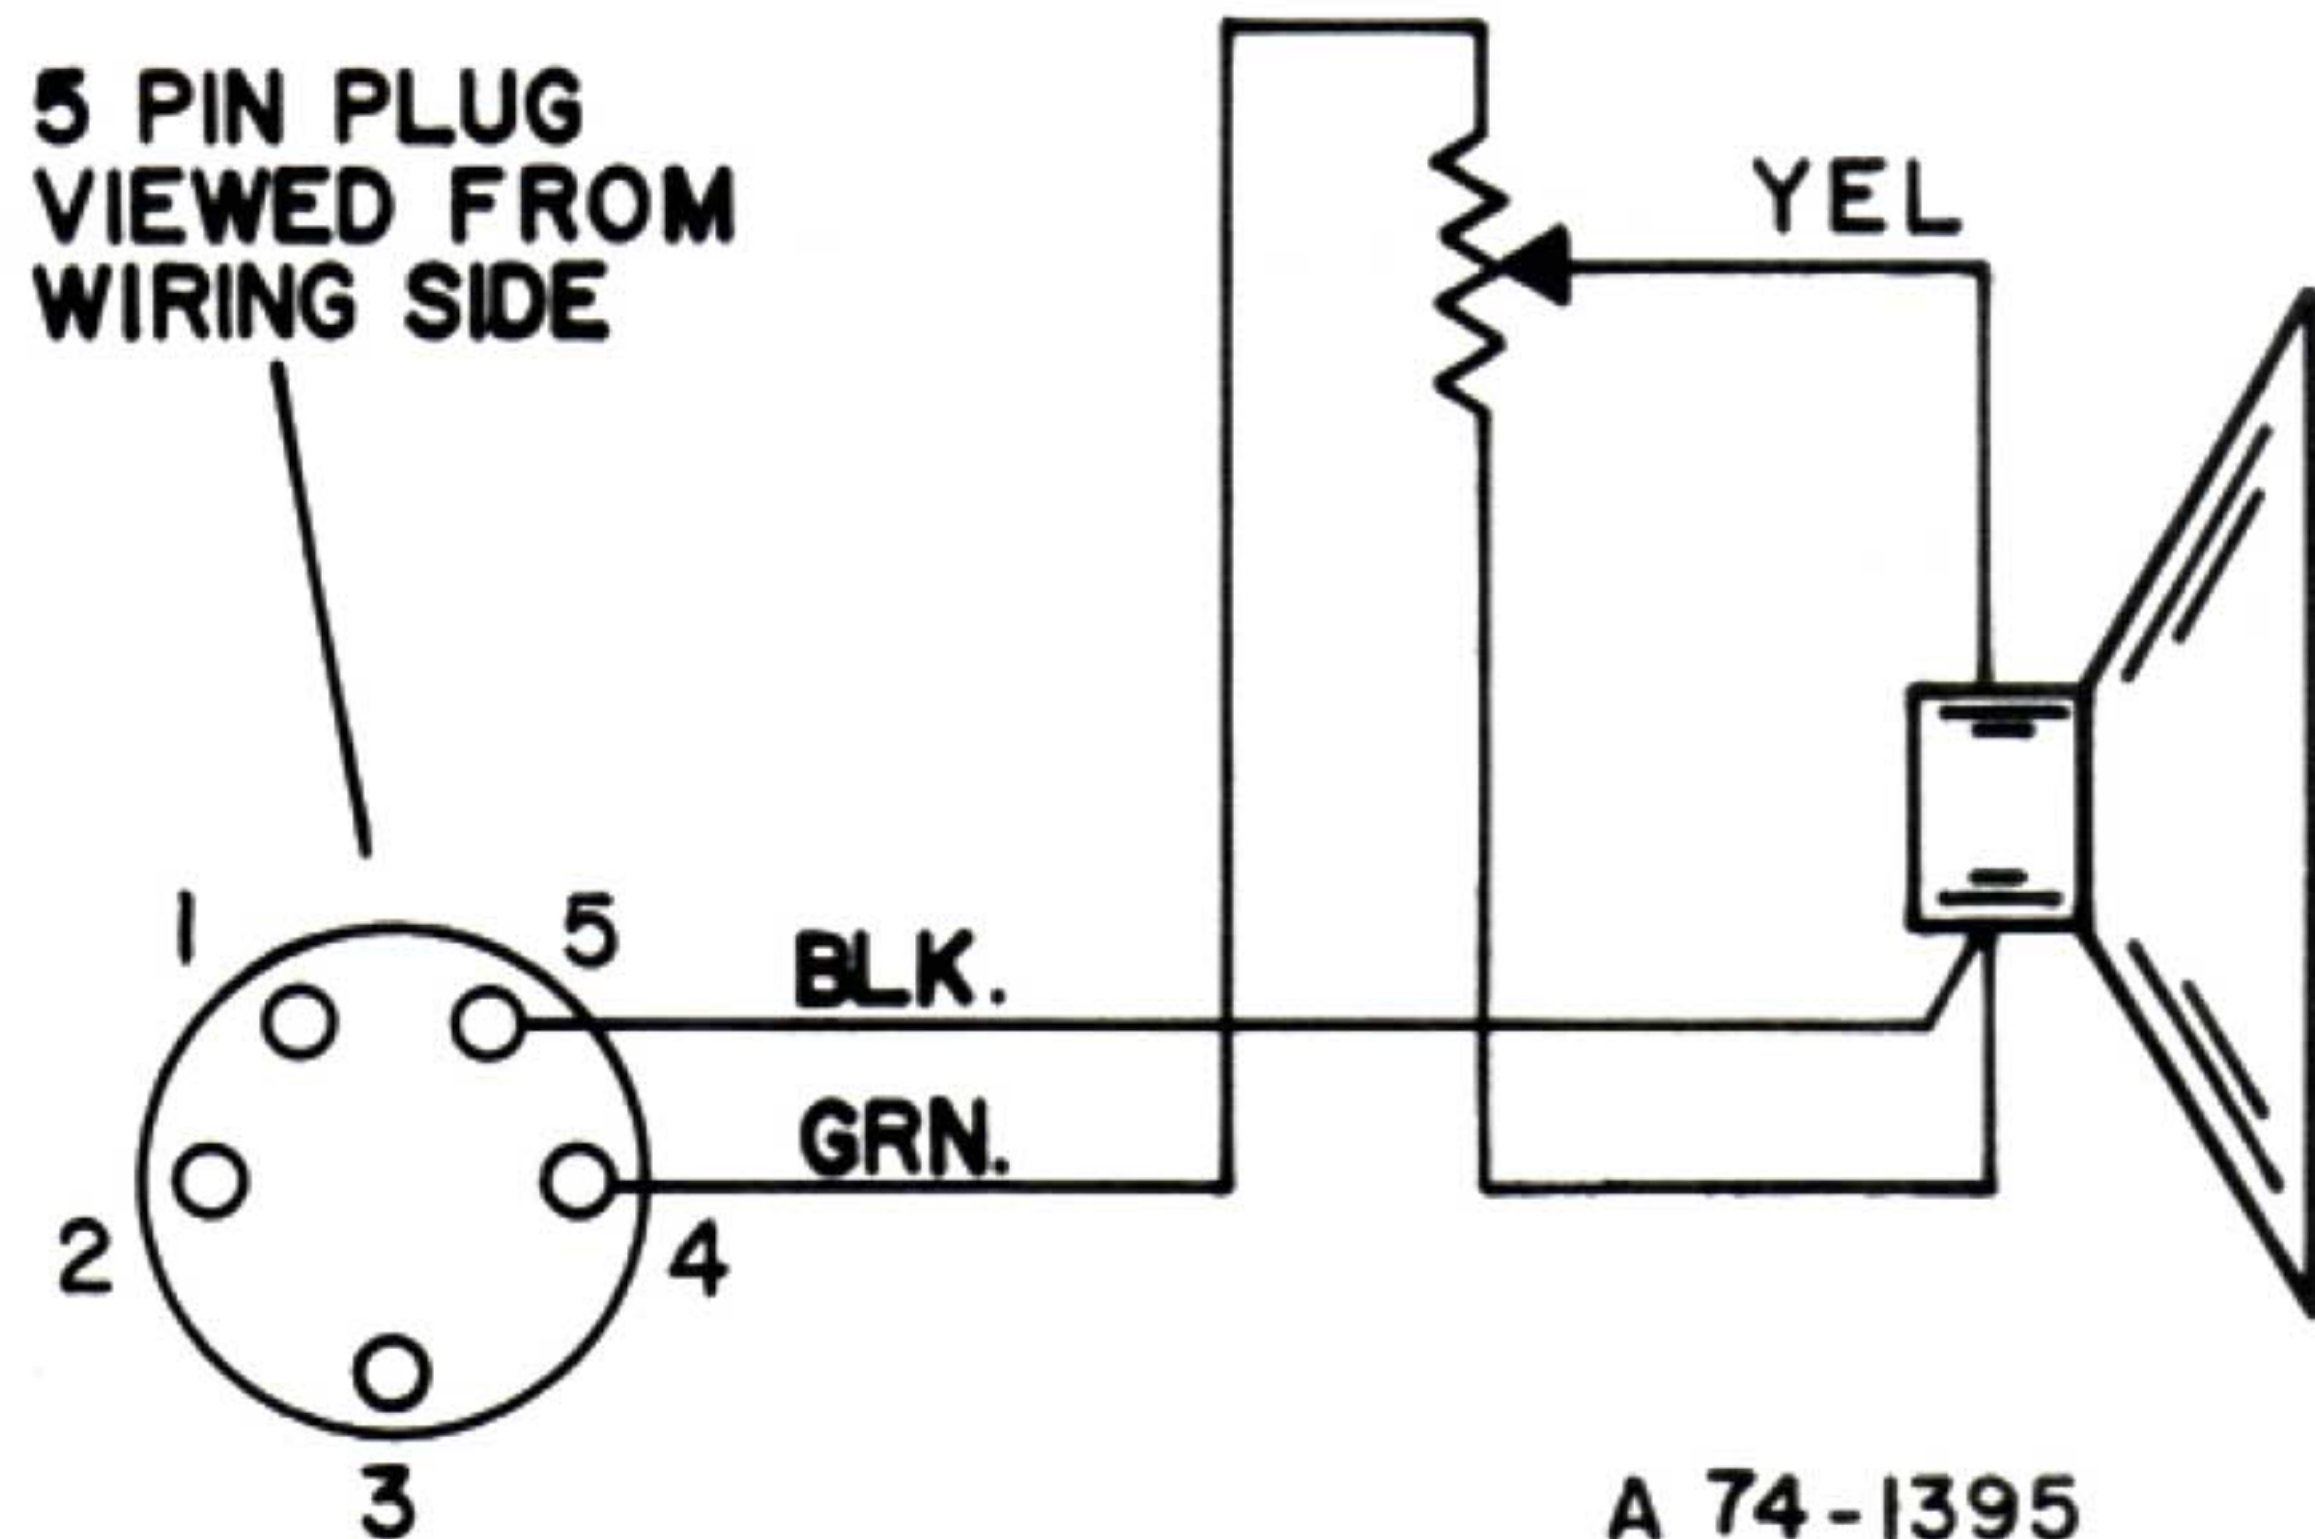 5 PIN PLUG
VIEWED FROM
WIRING SIDE
YEL
1
5
BLK.
GRN.
2
4
3
A 74-1395